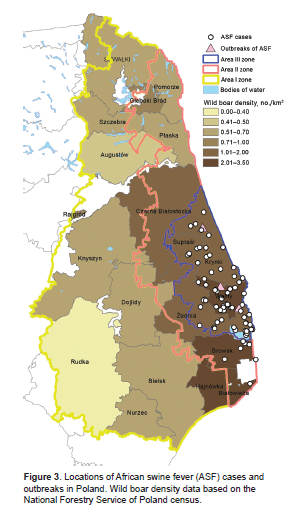 ASF cases
Outbreaks of ASF
Area III zone
Area II zone
Area I zone
Bodies of water
Wild boar density, no./km²
0.00–0.40
0.41–0.50
0.51–0.70
0.71–1.00
1.01–2.00
2.01–3.50
Pomorze
Głęboki Bród
Szczebra
Płaska
Augustów
Rajgród
Czarna Białostocka
Supraśl
Knyszyn
Krynki
Dojlidy
Żednia
Browsk
Rudka
Bielsk
Hajnówka
Białowieża
Nurzec
Figure 3. Locations of African swine fever (ASF) cases and
outbreaks in Poland. Wild boar density data based on the
National Forestry Service of Poland census.